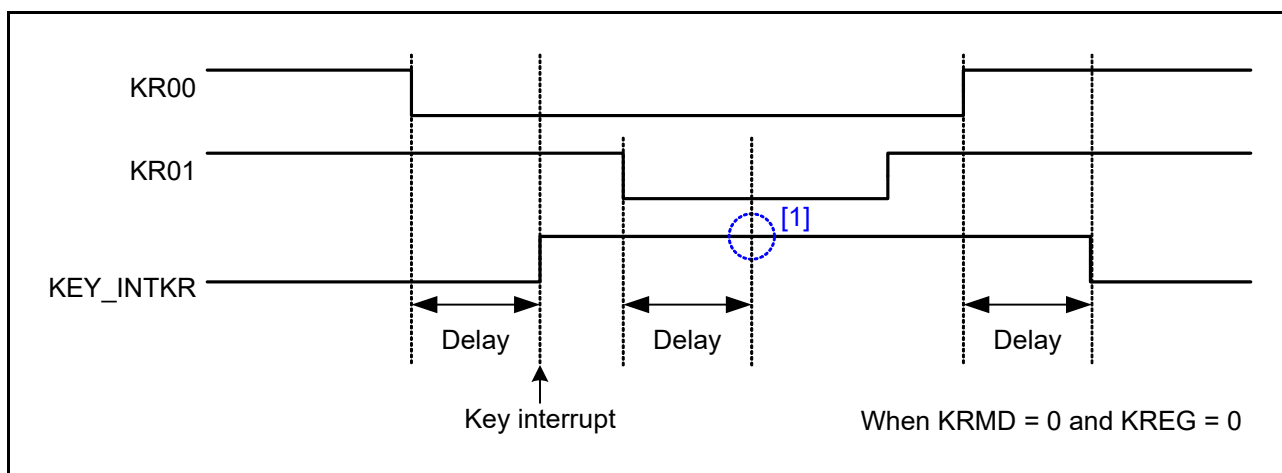 KR00
KR01
[1]
KEY_INTKR
Delay Delay Delay
Key interrupt When KRMD = 0 and KREG = 0